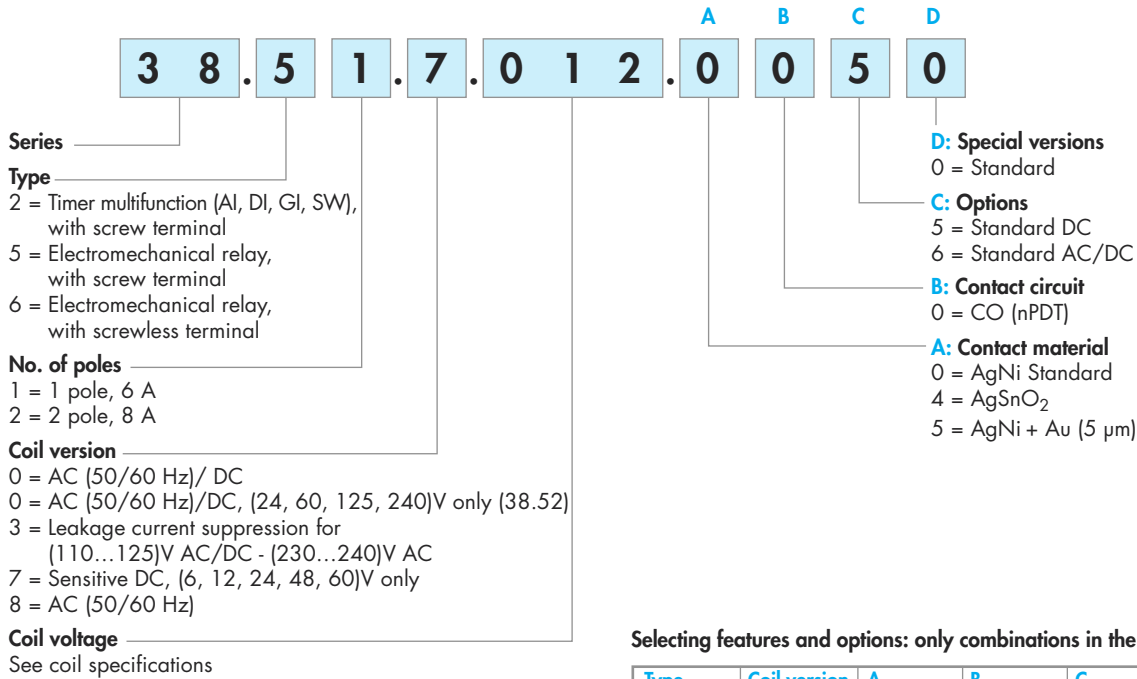 A B C D
3 8 . 5 1 . 7 . 0 1 2 . 0 0 5 0
Series
Type
2 = Timer multifunction (AI, DI, GI, SW),
with screw terminal
5 = Electromechanical relay,
with screw terminal
6 = Electromechanical relay,
with screwless terminal
No. of poles
1 = 1 pole, 6 A
2 = 2 pole, 8 A
Coil version
0 = AC (50/60 Hz)/ DC
0 = AC (50/60 Hz)/DC, (24, 60, 125, 240)V only (38.52)
3 = Leakage current suppression for
(110…125)V AC/DC - (230…240)V AC
7 = Sensitive DC, (6, 12, 24, 48, 60)V only
8 = AC (50/60 Hz)
Coil voltage
See coil specifications
D: Special versions
0 = Standard
C: Options
5 = Standard DC
6 = Standard AC/DC
B: Contact circuit
0 = CO (nPDT)
A: Contact material
0 = AgNi Standard
4 = AgSnO₂
5 = AgNi + Au (5 µm)
Selecting features and options: only combinations in the
Type Coil version A B C